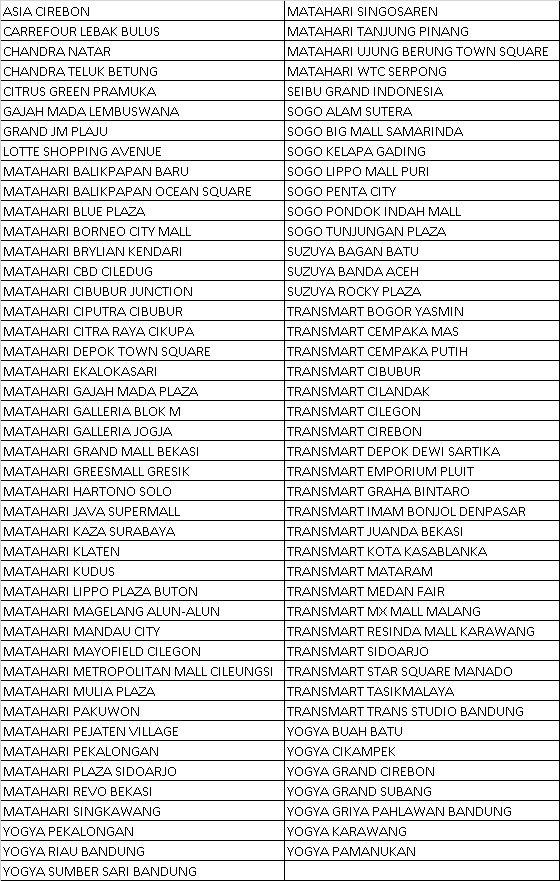 ASIA CIREBON
CARREFOUR LEBAK BULUS
CHANDRA NATAR
CHANDRA TELUK BETUNG
CITRUS GREEN PRAMUKA
GAJAH MADA LEMBUSWANA
GRAND JM PLAJU
LOTTE SHOPPING AVENUE
MATAHARI BALIKPAPAN BARU
MATAHARI BALIKPAPAN OCEAN SQUARE
MATAHARI BLUE PLAZA
MATAHARI BORNEO CITY MALL
MATAHARI BRYLIAN KENDARI
MATAHARI CBD CILEDUG
MATAHARI CIBUBUR JUNCTION
MATAHARI CIPUTRA CIBUBUR
MATAHARI CITRA RAYA CIKUPA
MATAHARI DEPOK TOWN SQUARE
MATAHARI EKALOKASARI
MATAHARI GAJAH MADA PLAZA
MATAHARI GALLERIA BLOK M
MATAHARI GALLERIA JOGJA
MATAHARI GRAND MALL BEKASI
MATAHARI GREESMALL GRESIK
MATAHARI HARTONO SOLO
MATAHARI JAVA SUPERMALL
MATAHARI KAZA SURABAYA
MATAHARI KLATEN
MATAHARI KUDUS
MATAHARI LIPPO PLAZA BUTON
MATAHARI MAGELANG ALUN-ALUN
MATAHARI MANDAU CITY
MATAHARI MAYOFIELD CILEGON
MATAHARI METROPOLITAN MALL CILEUNGSI
MATAHARI MULIA PLAZA
MATAHARI PAKUWON
MATAHARI PEJATEN VILLAGE
MATAHARI PEKALONGAN
MATAHARI PLAZA SIDOARJO
MATAHARI REVO BEKASI
MATAHARI SINGKAWANG
YOGYA PEKALONGAN
YOGYA RIAU BANDUNG
YOGYA SUMBER SARI BANDUNG
MATAHARI SINGOSAREN
MATAHARI TANJUNG PINANG
MATAHARI UJUNG BERUNG TOWN SQUARE
MATAHARI WTC SERPONG
SEIBU GRAND INDONESIA
SOGO ALAM SUTERA
SOGO BIG MALL SAMARINDA
SOGO KELAPA GADING
SOGO LIPPO MALL PURI
SOGO PENTA CITY
SOGO PONDOK INDAH MALL
SOGO TUNJUNGAN PLAZA
SUZUYA BAGAN BATU
SUZUYA BANDA ACEH
SUZUYA ROCKY PLAZA
TRANSMART BOGOR YASMIN
TRANSMART CEMPAKA MAS
TRANSMART CEMPAKA PUTIH
TRANSMART CIBUBUR
TRANSMART CILANDAK
TRANSMART CILEGON
TRANSMART CIREBON
TRANSMART DEPOK DEWI SARTIKA
TRANSMART EMPORIUM PLUIT
TRANSMART GRAHA BINTARO
TRANSMART IMAM BONJOL DENPASAR
TRANSMART JUANDA BEKASI
TRANSMART KOTA KASABLANKA
TRANSMART MATARAM
TRANSMART MEDAN FAIR
TRANSMART MX MALL MALANG
TRANSMART RESINDA MALL KARAWANG
TRANSMART SIDOARJO
TRANSMART STAR SQUARE MANADO
TRANSMART TASIKMALAYA
TRANSMART TRANS STUDIO BANDUNG
YOGYA BUAH BATU
YOGYA CIKAMPEK
YOGYA GRAND CIREBON
YOGYA GRAND SUBANG
YOGYA GRIYA PAHLAWAN BANDUNG
YOGYA KARAWANG
YOGYA PAMANUKAN